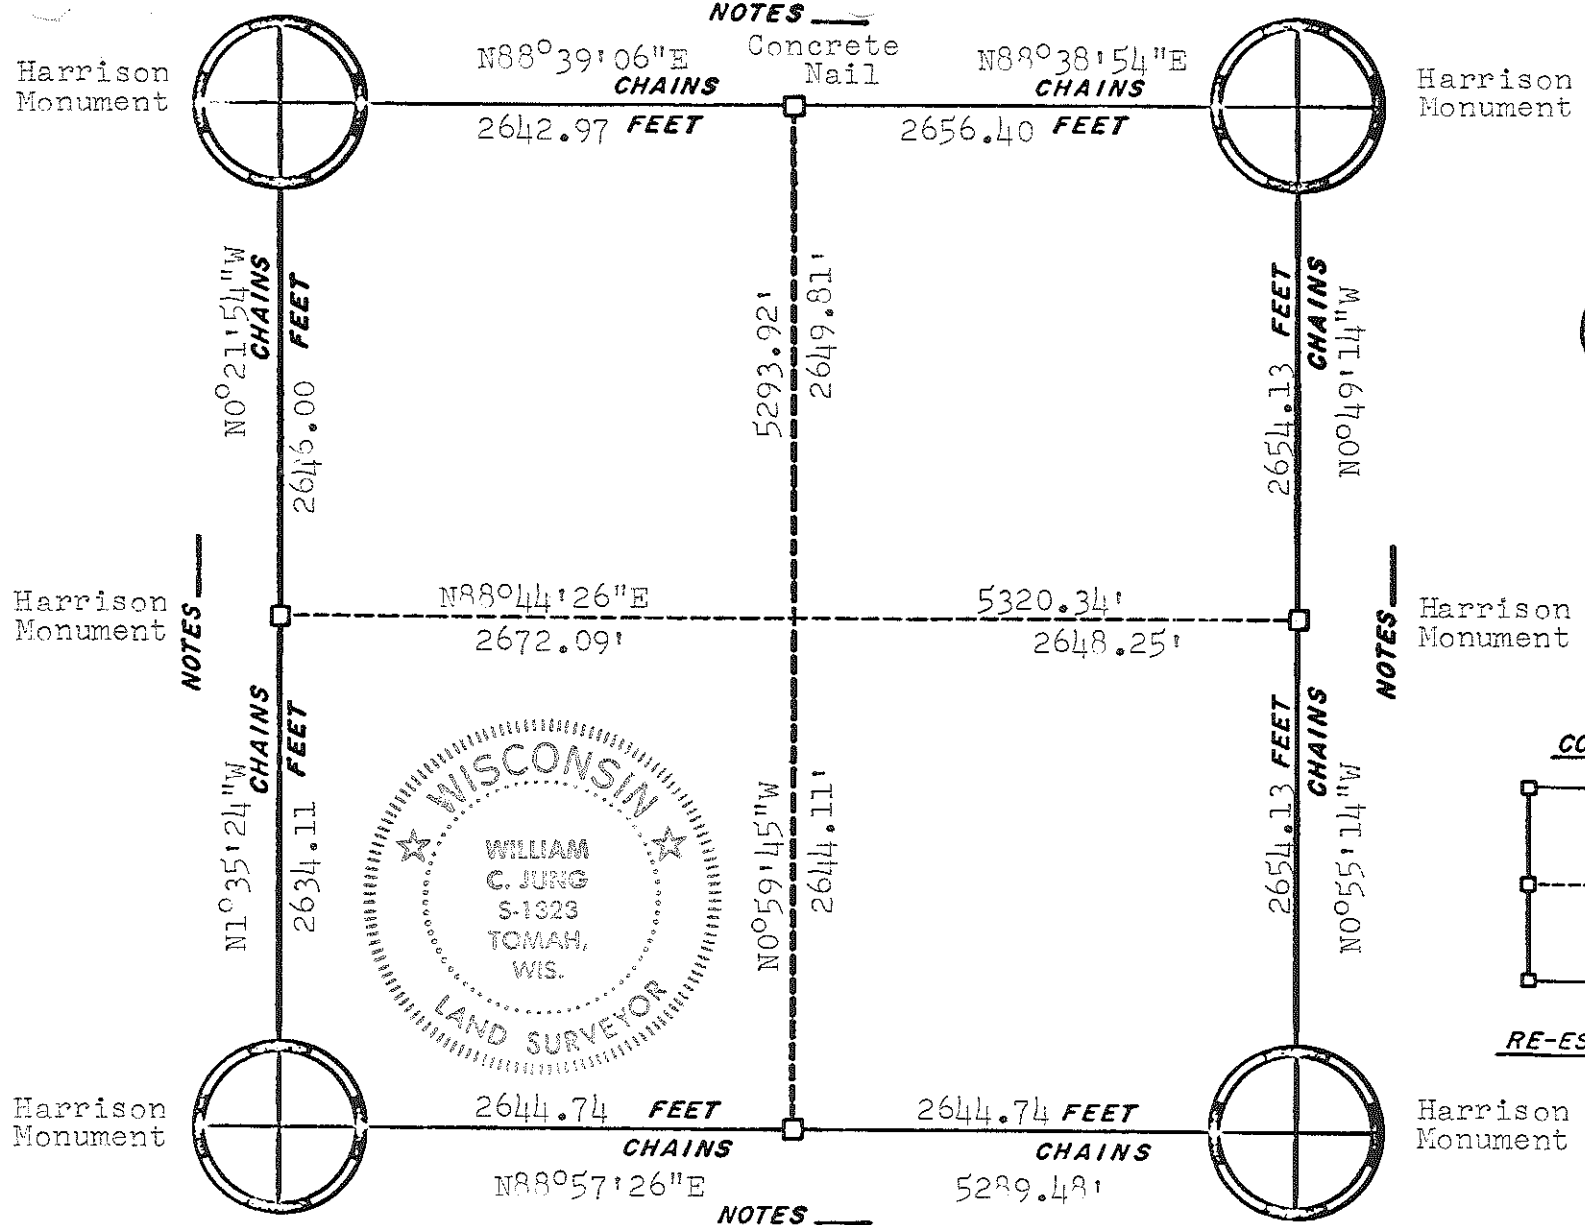 NOTES
Harrison
Monument
N88°39'06"E
CHAINS
2642.97 FEET
Concrete
Nail
N88°38'54"E
CHAINS
2656.40 FEET
Harrison
Monument
N0°21'54"W
CHAINS
FEET
2646.00
5293.92'
2649.81'
2654.13 FEET
CHAINS
N0°49'14"W
Harrison
Monument
NOTES
N88°44'26"E
2672.09'
5320.34'
2648.25'
NOTES
Harrison
Monument
N1°35'24"W
CHAINS
FEET
2634.11
WISCONSIN
WILLIAM
C. JUNG
S-1323
TOMAH,
WIS.
LAND SURVEYOR
N0°59'45"W
2644.11'
2654.13 FEET
CHAINS
N0°55'14"W
Harrison
Monument
2644.74 FEET
CHAINS
N88°57'26"E
2644.74 FEET
CHAINS
5289.48'
Harrison
Monument
NOTES
CO
RE-ES